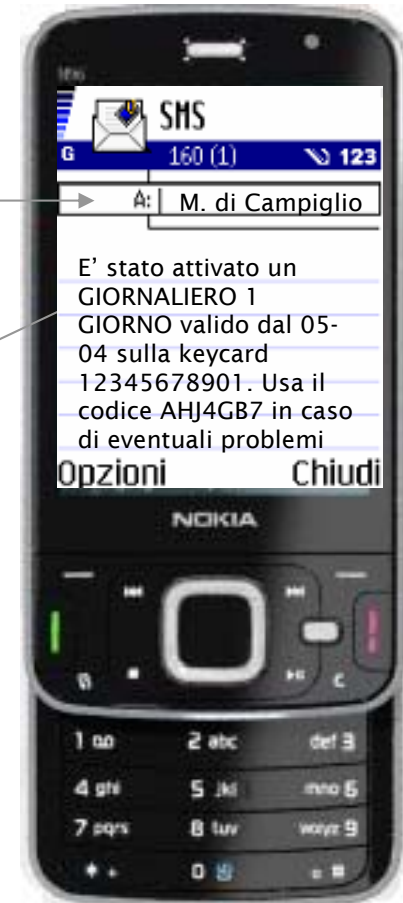 SMS
G 160 (1) 123
A: M. di Campiglio
E’ stato attivato un
GIORNALIERO 1
GIORNO valido dal 05-
04 sulla keycard
12345678901. Usa il
codice AHJ4GB7 in caso
di eventuali problemi
Opzioni Chiudi
NOKIA
C
1 2 abc def 3
4 ghi 5 jkl mno 6
7 pqrs 8 tuv wxyz 9
* + 0 #